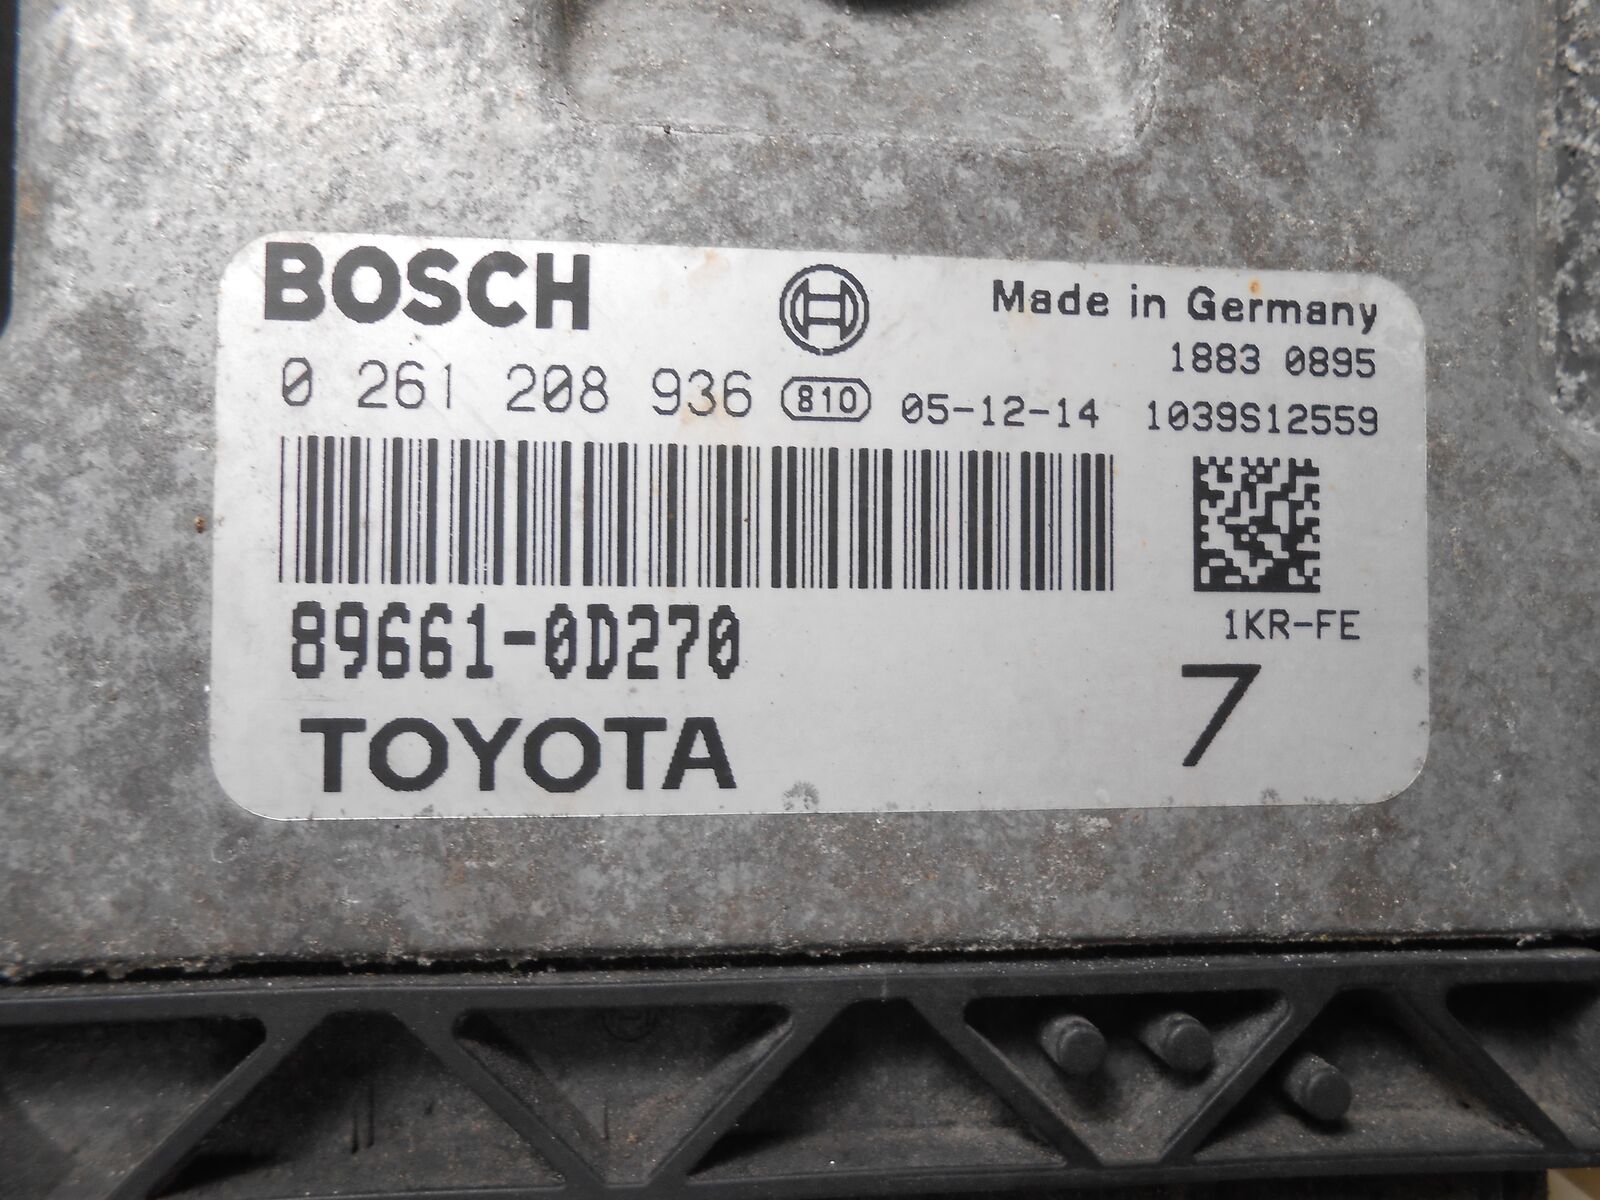 BOSCH
Made in Germany
1883 0895
0 261 208 936 810 05-12-14 1039S12559
89661-0D270
1KR-FE
TOYOTA
7